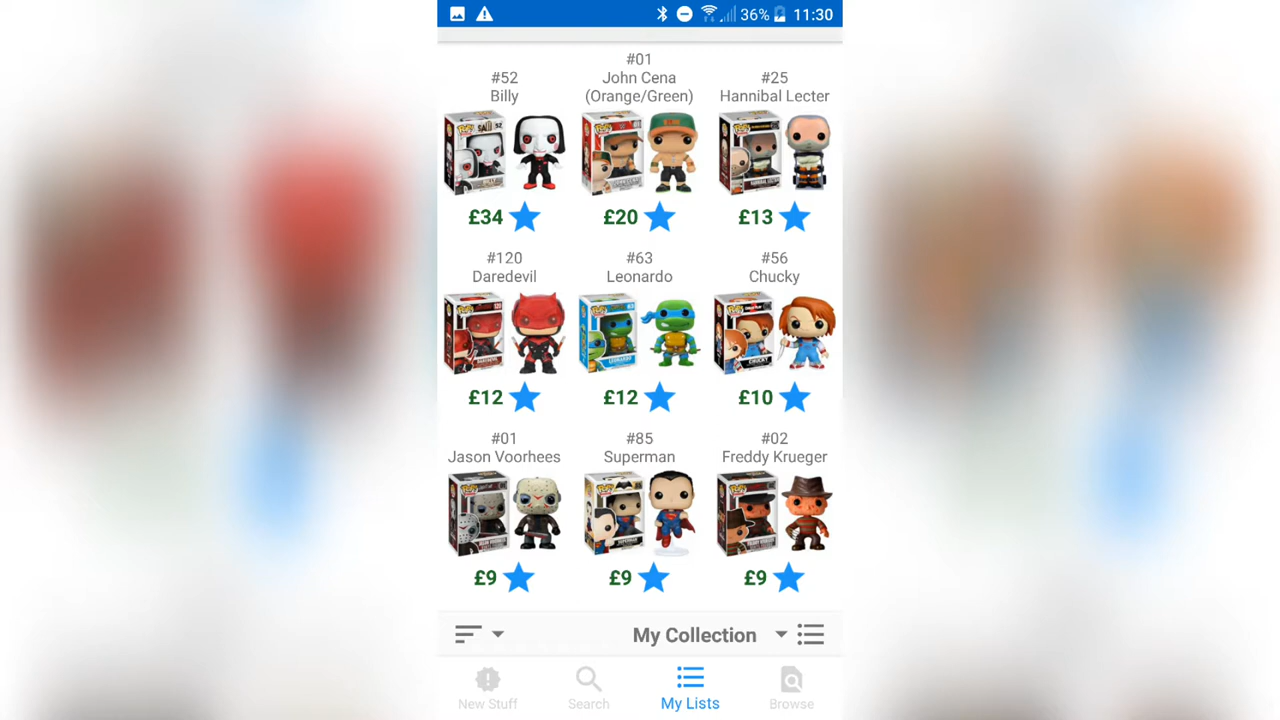 36% 11:30
#52
Billy
#01
John Cena
(Orange/Green)
#25
Hannibal Lecter
£34
£20
£13
#120
Daredevil
#63
Leonardo
#56
Chucky
£12
£12
£10
#01
Jason Voorhees
#85
Superman
#02
Freddy Krueger
£9
£9
£9
My Collection
New Stuff
Search
My Lists
Browse